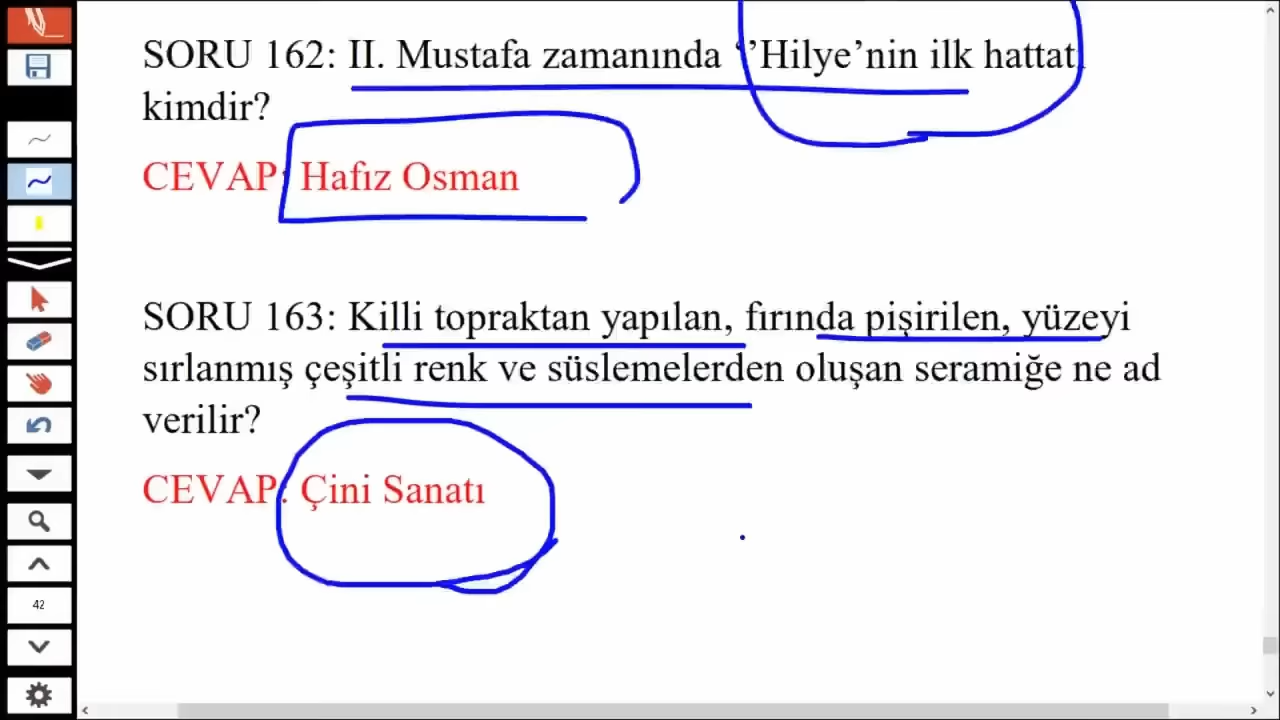 SORU 162: II. Mustafa zamanında ‘’Hilye’nin ilk hattatı
kimdir?
CEVAP: Hafız Osman
SORU 163: Killi topraktan yapılan, fırında pişirilen, yüzeyi
sırlanmış çeşitli renk ve süslemelerden oluşan seramiğe ne ad
verilir?
CEVAP: Çini Sanatı
42